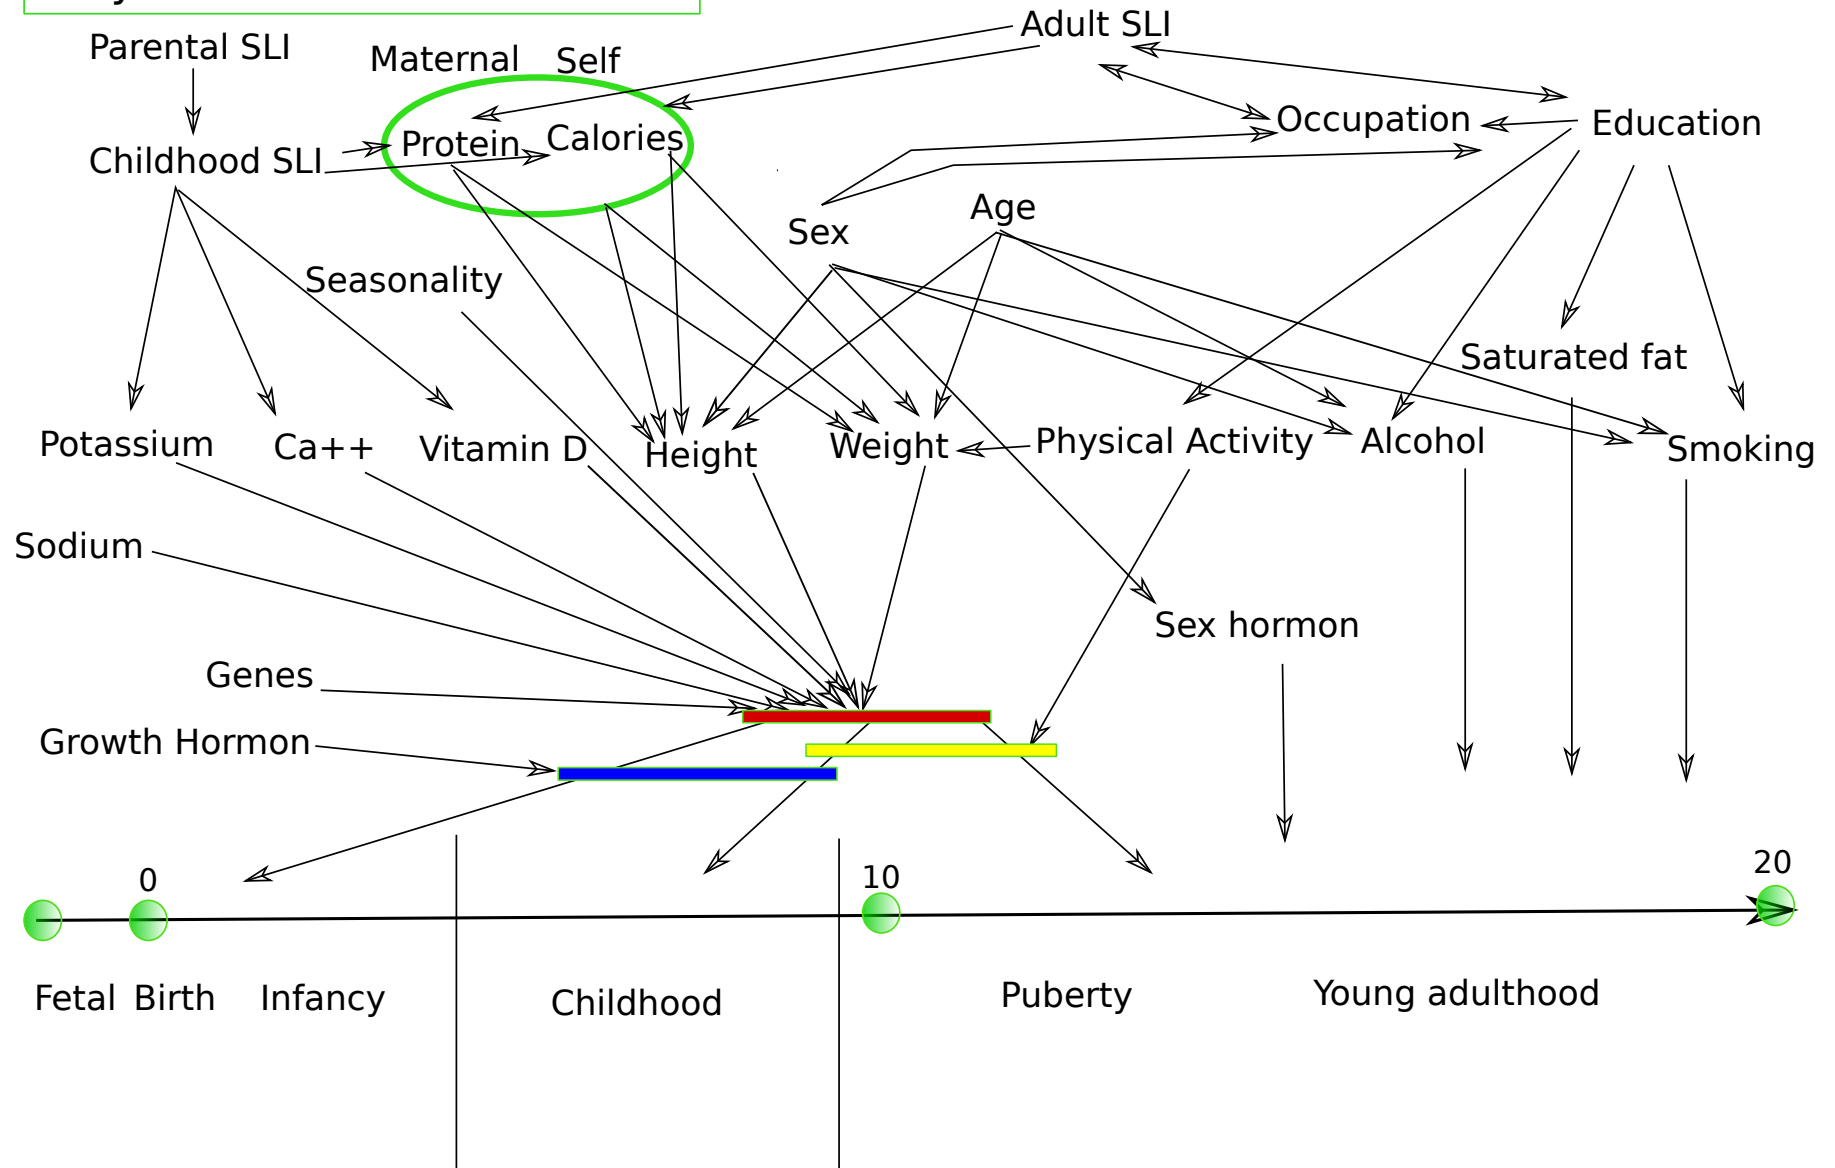 Parental SLI
Maternal
Self
Adult SLI
Childhood SLI
Protein
Calories
Occupation
Education
Sex
Age
Seasonality
Saturated fat
Potassium
Ca++
Vitamin D
Height
Weight
Physical Activity
Alcohol
Smoking
Sodium
Sex hormon
Genes
Growth Hormon
0
10
20
Fetal
Birth
Infancy
Childhood
Puberty
Young adulthood